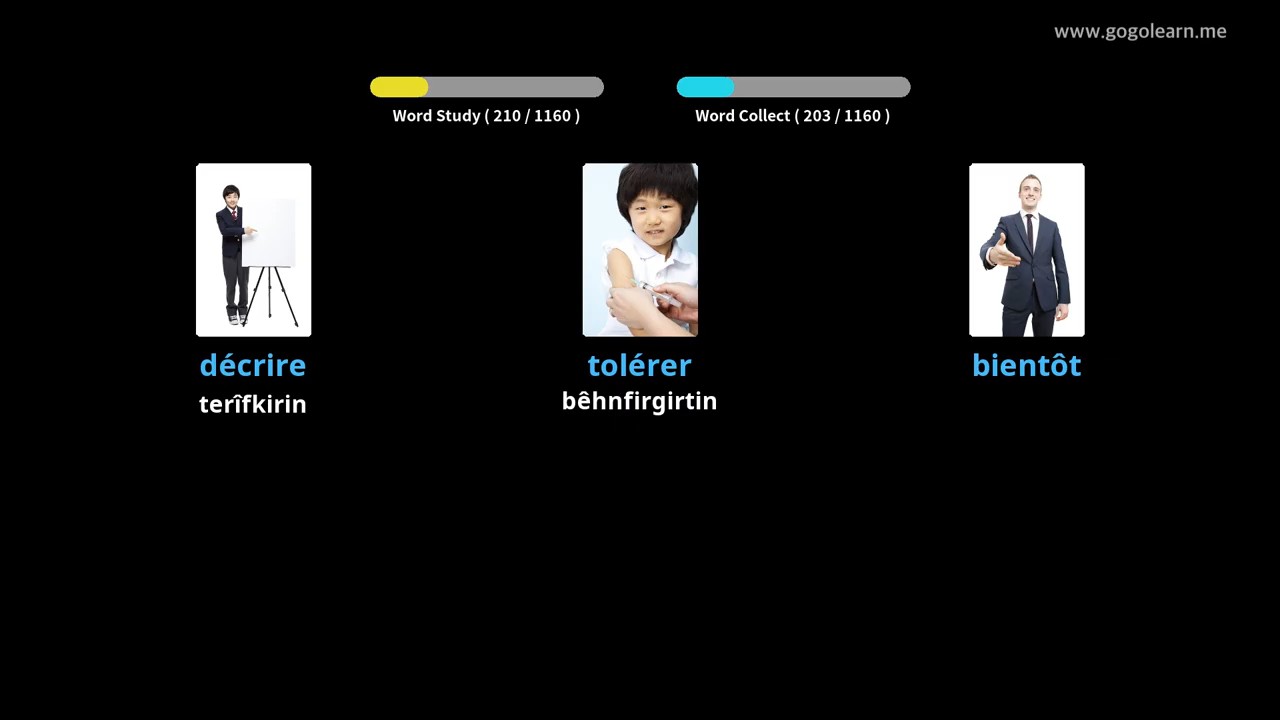 www.gogolearn.me
Word Study ( 210 / 1160 )
Word Collect ( 203 / 1160 )
décrire
terîfkirin
tolérer
bêhnfirgirtin
bientôt